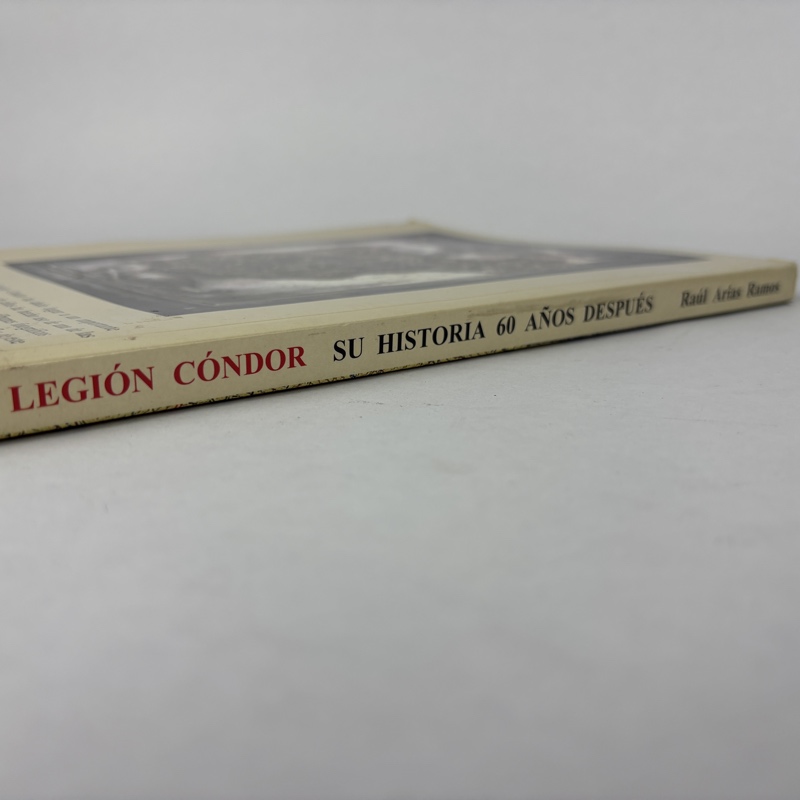 LEGIÓN CÓNDOR SU HISTORIA 60 AÑOS DESPUÉS Raúl Arias Ramos